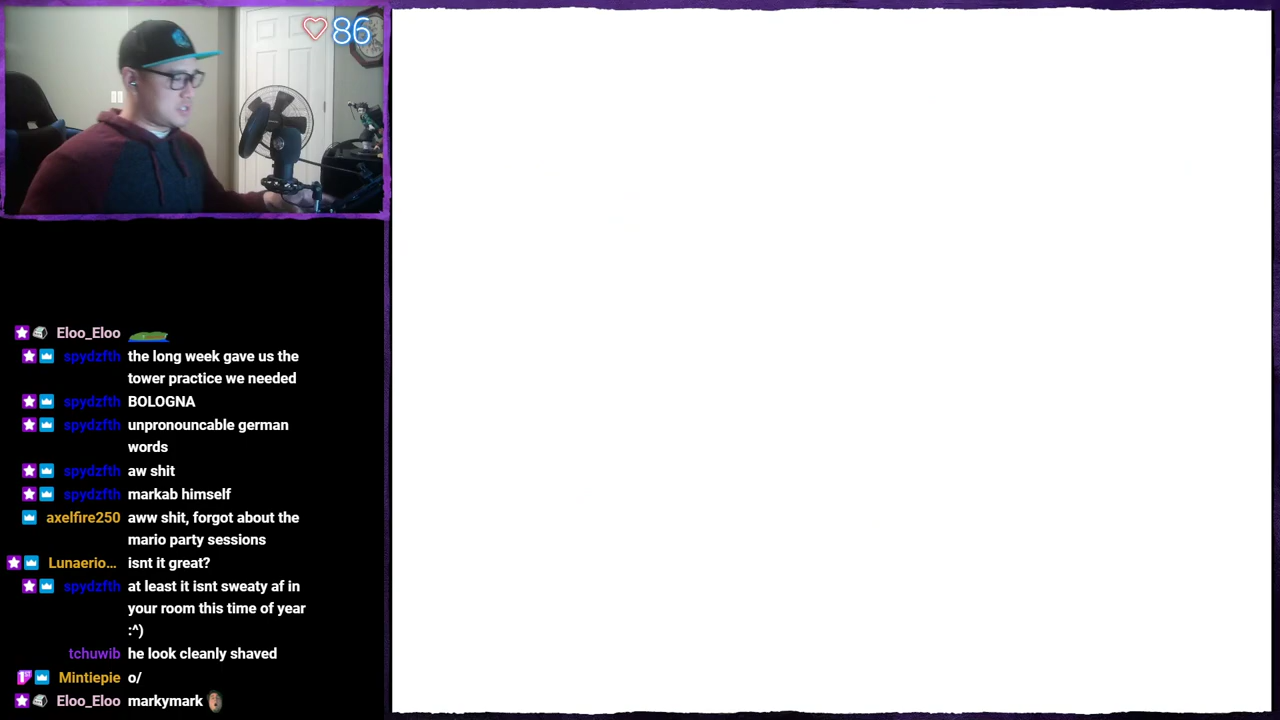 86
Eloo_Eloo
spydzfth the long week gave us the
tower practice we needed
spydzfth BOLOGNA
spydzfth unpronouncable german
words
spydzfth aw shit
spydzfth markab himself
axelfire250 aww shit, forgot about the
mario party sessions
Lunaerio... isnt it great?
spydzfth at least it isnt sweaty af in
your room this time of year
:^)
tchuwib he look cleanly shaved
Mintiepie o/
Eloo_Eloo markymark